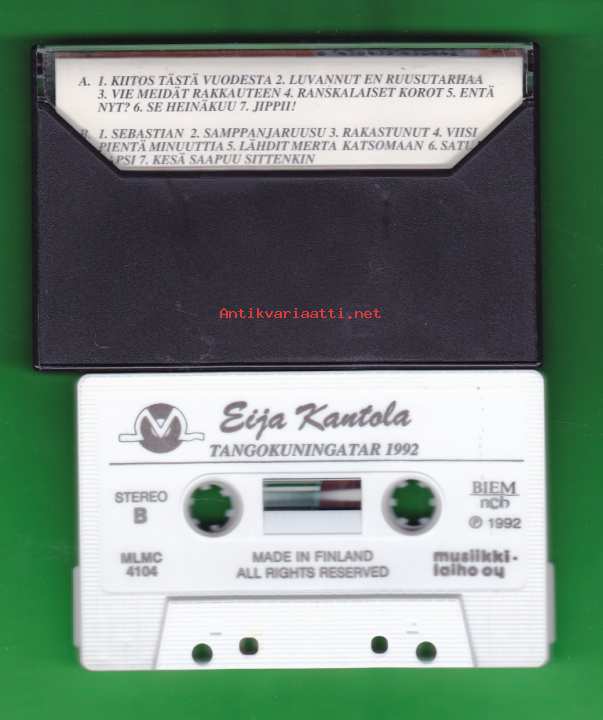 A. 1. KIITOS TÄSTÄ VUODESTA 2. LUVANNUT EN RUUSUTARHAA
3. VIE MEIDÄT RAKKAUTEEN 4. RANSKALAISET KOROT 5. ENTÄ
NYT? 6. SE HEINÄKUU 7. JIPPII!
B 1. SEBASTIAN 2. SAMPPANJARUUSU 3. RAKASTUNUT 4. VIISI
PIENTÄ MINUUTTIA 5. LÄHDIT MERTA KATSOMAAN 6. SATU
APSI 7. KESÄ SAAPUU SITTENKIN
Antikvariaatti.net
Eija Kantola
TANGOKUNINGATAR 1992
STEREO
B
BIEM
ncb
℗ 1992
MLMC
4104
MADE IN FINLAND
ALL RIGHTS RESERVED
musiikki-
laiho oy